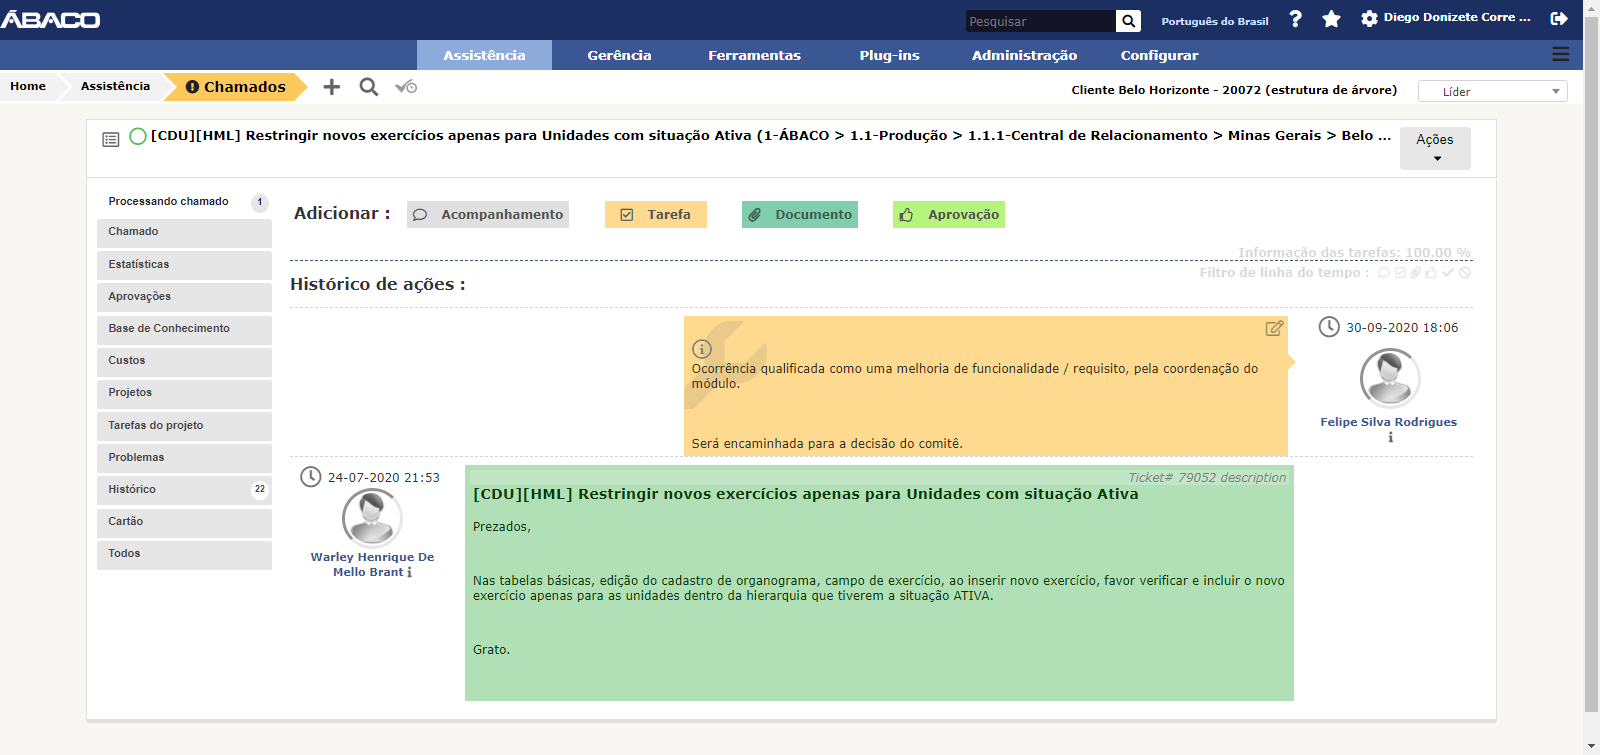 ÁBACO
Pesquisar
Português do Brasil
Diego Donizete Corre ...
Assistência
Gerência
Ferramentas
Plug-ins
Administração
Configurar
Home
Assistência
Chamados
Cliente Belo Horizonte - 20072 (estrutura de árvore)
Líder
[CDU][HML] Restringir novos exercícios apenas para Unidades com situação Ativa (1-ÁBACO > 1.1-Produção > 1.1.1-Central de Relacionamento > Minas Gerais > Belo ...
Ações
Processando chamado 1
Chamado
Estatísticas
Aprovações
Base de Conhecimento
Custos
Projetos
Tarefas do projeto
Problemas
Histórico 22
Cartão
Todos
Adicionar :
Acompanhamento
Tarefa
Documento
Aprovação
Informação das tarefas: 100.00 %
Filtro de linha do tempo :
Histórico de ações :
30-09-2020 18:06
Felipe Silva Rodrigues
Ocorrência qualificada como uma melhoria de funcionalidade / requisito, pela coordenação do
módulo.
Será encaminhada para a decisão do comitê.
24-07-2020 21:53
Warley Henrique De
Mello Brant
Ticket# 79052 description
[CDU][HML] Restringir novos exercícios apenas para Unidades com situação Ativa
Prezados,
Nas tabelas básicas, edição do cadastro de organograma, campo de exercício, ao inserir novo exercício, favor verificar e incluir o novo
exercício apenas para as unidades dentro da hierarquia que tiverem a situação ATIVA.
Grato.